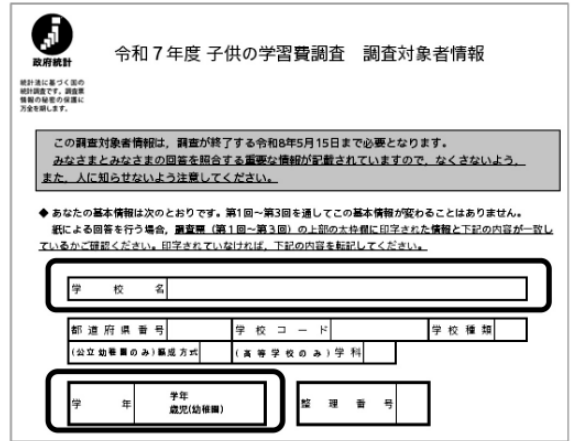 政府統計
統計法に基づく国の
統計調査です。調査票
情報の秘密の保護に
万全を期します。
令和7年度 子供の学習費調査　調査対象者情報
この調査対象者情報は，調査が終了する令和8年5月15日まで必要となります。
みなさまとみなさまの回答を照合する重要な情報が記載されていますので，なくさないよう，
また，人に知らせないよう注意してください。
◆ あなたの基本情報は次のとおりです。第1回～第3回を通してこの基本情報が変わることはありません。
紙による回答を行う場合，調査票（第1回～第3回）の上部の太枠欄に印字された情報と下記の内容が一致し
ているかご確認ください。印字されていなければ，下記の内容を転記してください。
学校名
都道府県番号 学校コード 学校種類
(公立幼稚園のみ)編成方式 (高等学校のみ)学科
学年 学年
歳児(幼稚園)
整理番号